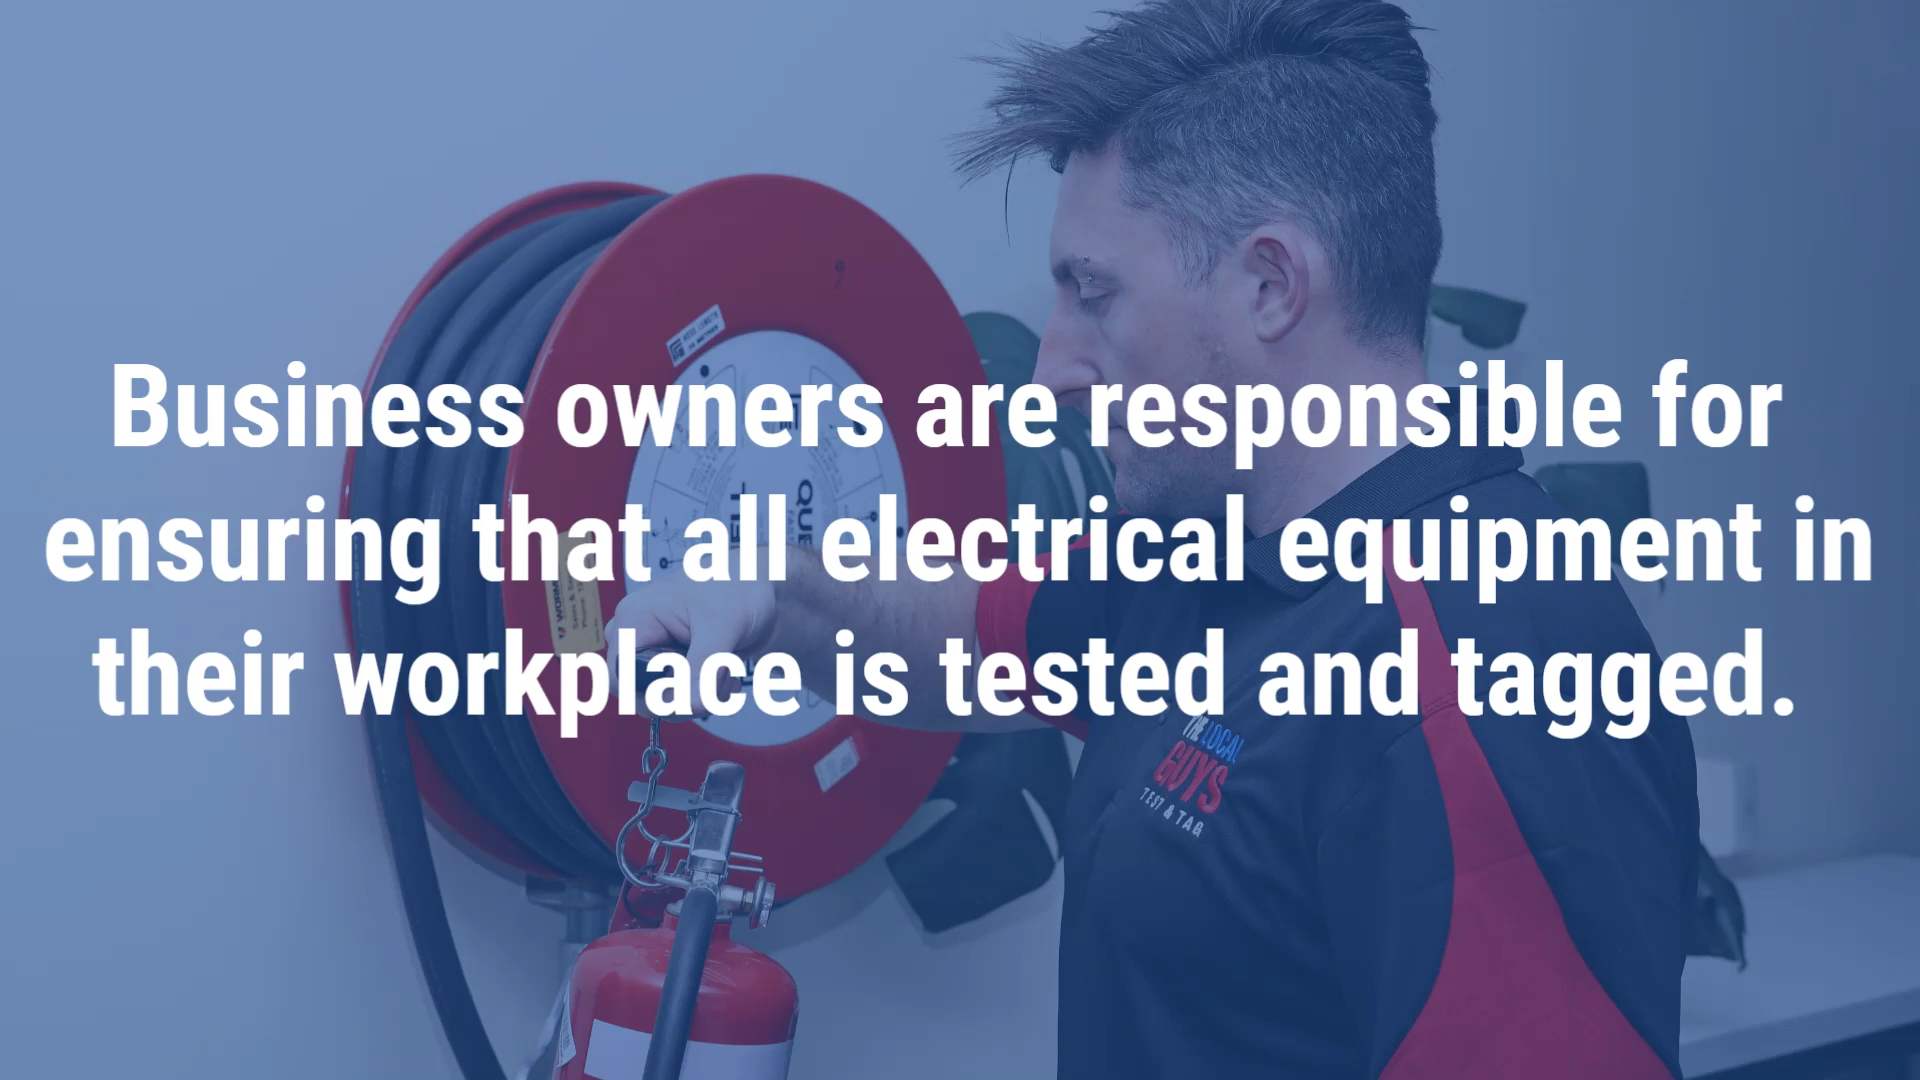 Business owners are responsible for
ensuring that all electrical equipment in
their workplace is tested and tagged.
THE LOCAL
GUYS
TEST & TAG